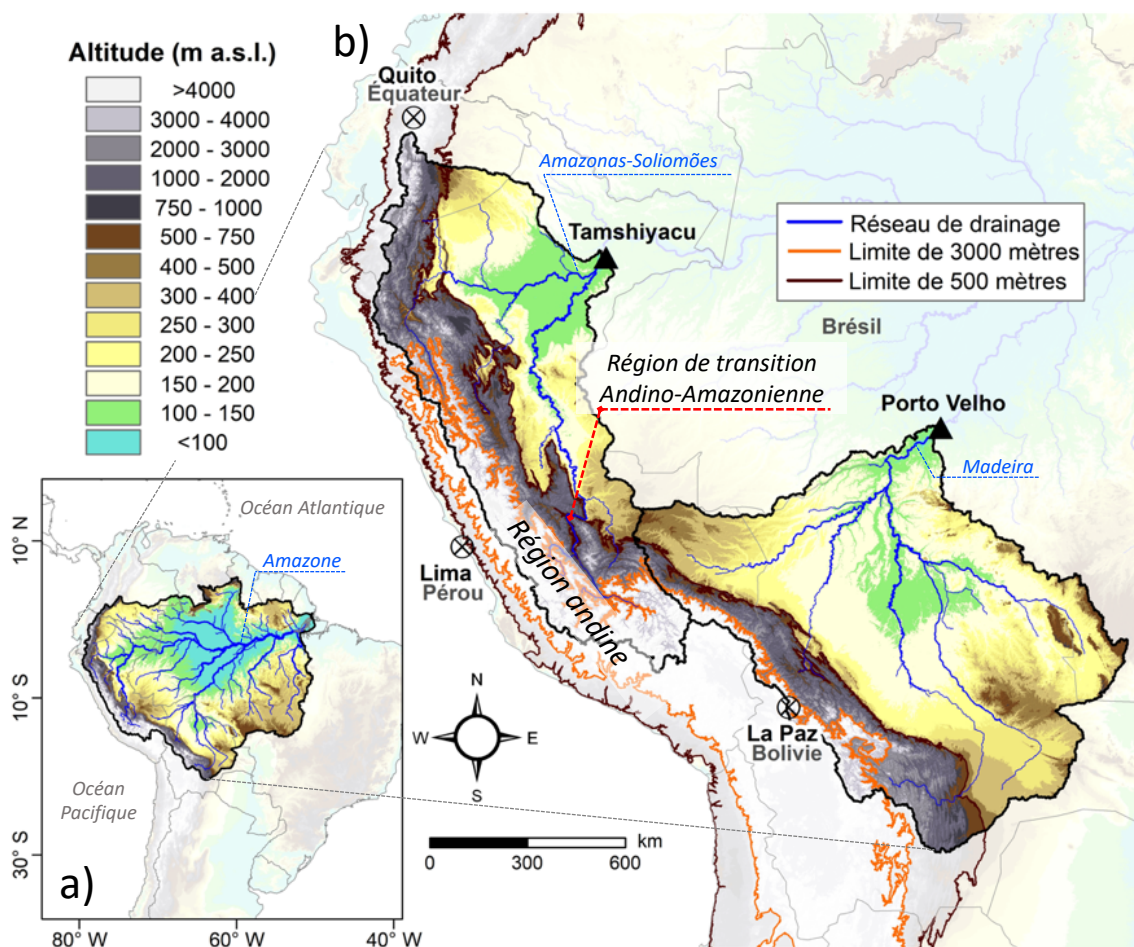 b)
Altitude (m a.s.l.)
>4000
3000 - 4000
2000 - 3000
1000 - 2000
750 - 1000
500 - 750
400 - 500
300 - 400
250 - 300
200 - 250
150 - 200
100 - 150
<100
Quito
Équateur
Amazonas-Soliomões
Tamshiyacu
Réseau de drainage
Limite de 3000 mètres
Limite de 500 mètres
Brésil
Région de transition
Andino-Amazonienne
Porto Velho
Madeira
Lima
Pérou
Région andine
La Paz
Bolivie
N
W
E
S
km
0
300
600
Océan Atlantique
Amazone
Océan
Pacifique
a)
10° N
10° S
30° S
80° W
60° W
40° W